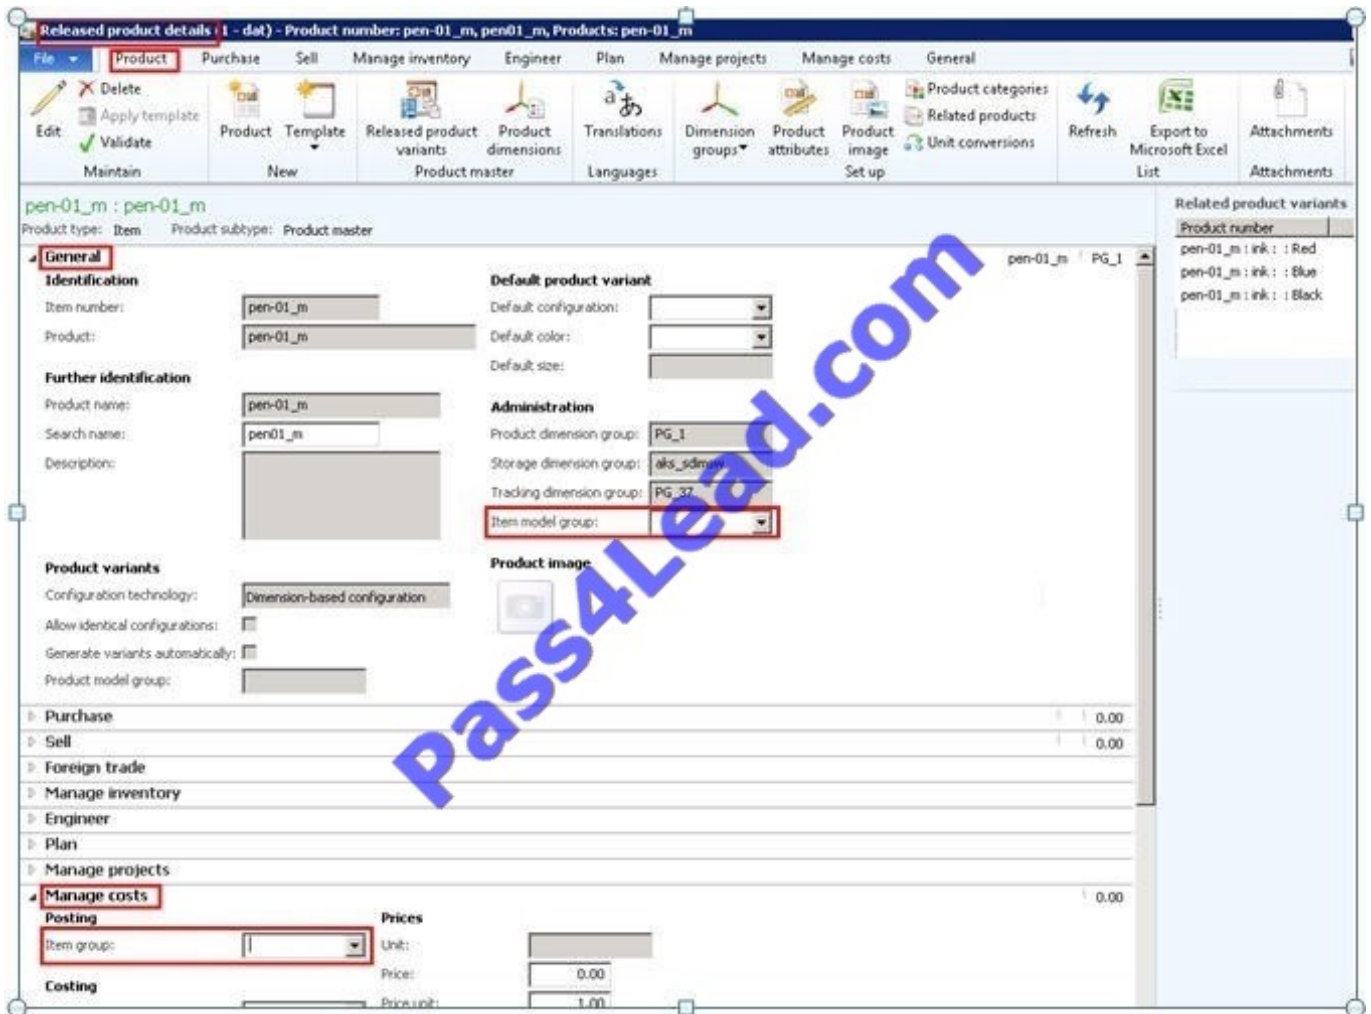 Released product details (1 - dat) - Product number: pen-01_m, pen01_m, Products: pen-01_m
File Product Purchase Sell Manage inventory Engineer Plan Manage projects Manage costs General
Edit
Delete
Apply template
Validate
Maintain
Product Template
New
Released product variants
Product dimensions
Product master
Translations
Languages
Dimension groups
Product attributes
Product image
Product categories
Related products
Unit conversions
Set up
Refresh
Export to Microsoft Excel
List
Attachments
Attachments
pen-01_m : pen-01_m
Product type: Item Product subtype: Product master
General pen-01_m PG_1
Identification
Item number: pen-01_m
Product: pen-01_m
Further identification
Product name: pen-01_m
Search name: pen01_m
Description:
Product variants
Configuration technology: Dimension-based configuration
Allow identical configurations:
Generate variants automatically:
Product model group:
Default product variant
Default configuration:
Default color:
Default size:
Administration
Product dimension group: PG_1
Storage dimension group:
Tracking dimension group: PG_37
Item model group:
Product image
Related product variants
Product number
pen-01_m : ink : : Red
pen-01_m : ink : : Blue
pen-01_m : ink : : Black
Purchase 0.00
Sell 0.00
Foreign trade
Manage inventory
Engineer
Plan
Manage projects
Manage costs 0.00
Posting
Item group:
Costing
Prices
Unit:
Price: 0.00
Price unit: 1.00
Pass4Lead.com